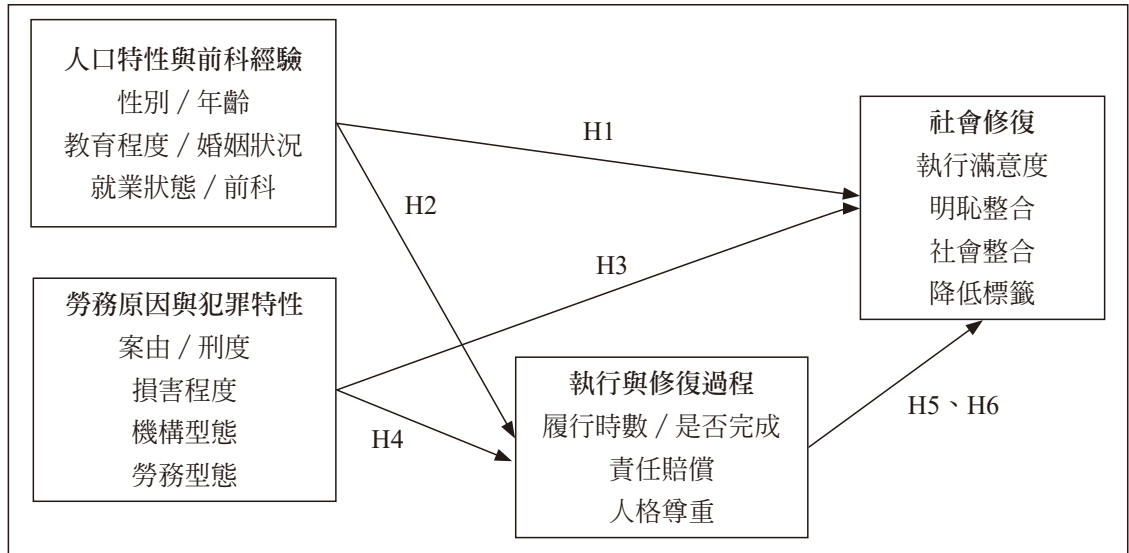 人口特性與前科經驗
性別 / 年齡
教育程度 / 婚姻狀況
就業狀態 / 前科
H1
H2
社會修復
執行滿意度
明恥整合
社會整合
降低標籤
勞務原因與犯罪特性
案由 / 刑度
損害程度
機構型態
勞務型態
H3
H4
執行與修復過程
履行時數 / 是否完成
責任賠償
人格尊重
H5、H6